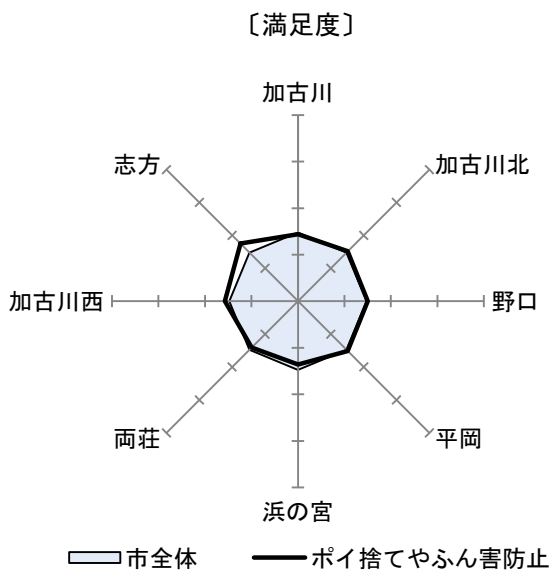 〔満足度〕
加古川
志方
加古川北
加古川西
野口
両荘
平岡
浜の宮
市全体
ポイ捨てやふん害防止